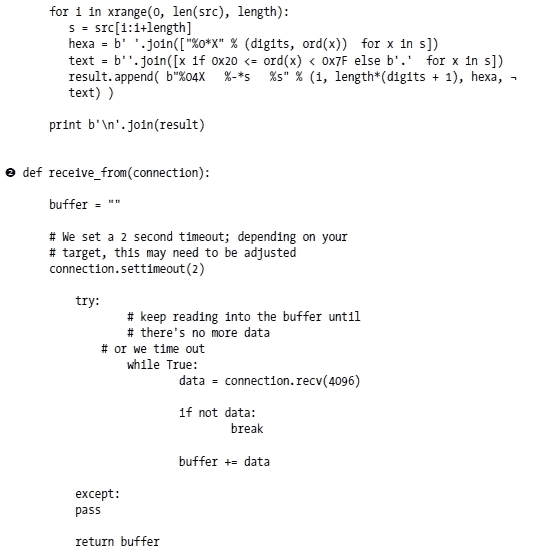 for i in xrange(0, len(src), length):
s = src[i:i+length]
hexa = b' '.join(["%0*X" % (digits, ord(x)) for x in s])
text = b''.join([x if 0x20 <= ord(x) < 0x7F else b'.' for x in s])
result.append( b"%04X %-*s %s" % (i, length*(digits + 1), hexa, ¬
text) )
print b'\n'.join(result)
❷ def receive_from(connection):
buffer = ""
# We set a 2 second timeout; depending on your
# target, this may need to be adjusted
connection.settimeout(2)
try:
# keep reading into the buffer until
# there's no more data
# or we time out
while True:
data = connection.recv(4096)
if not data:
break
buffer += data
except:
pass
return buffer